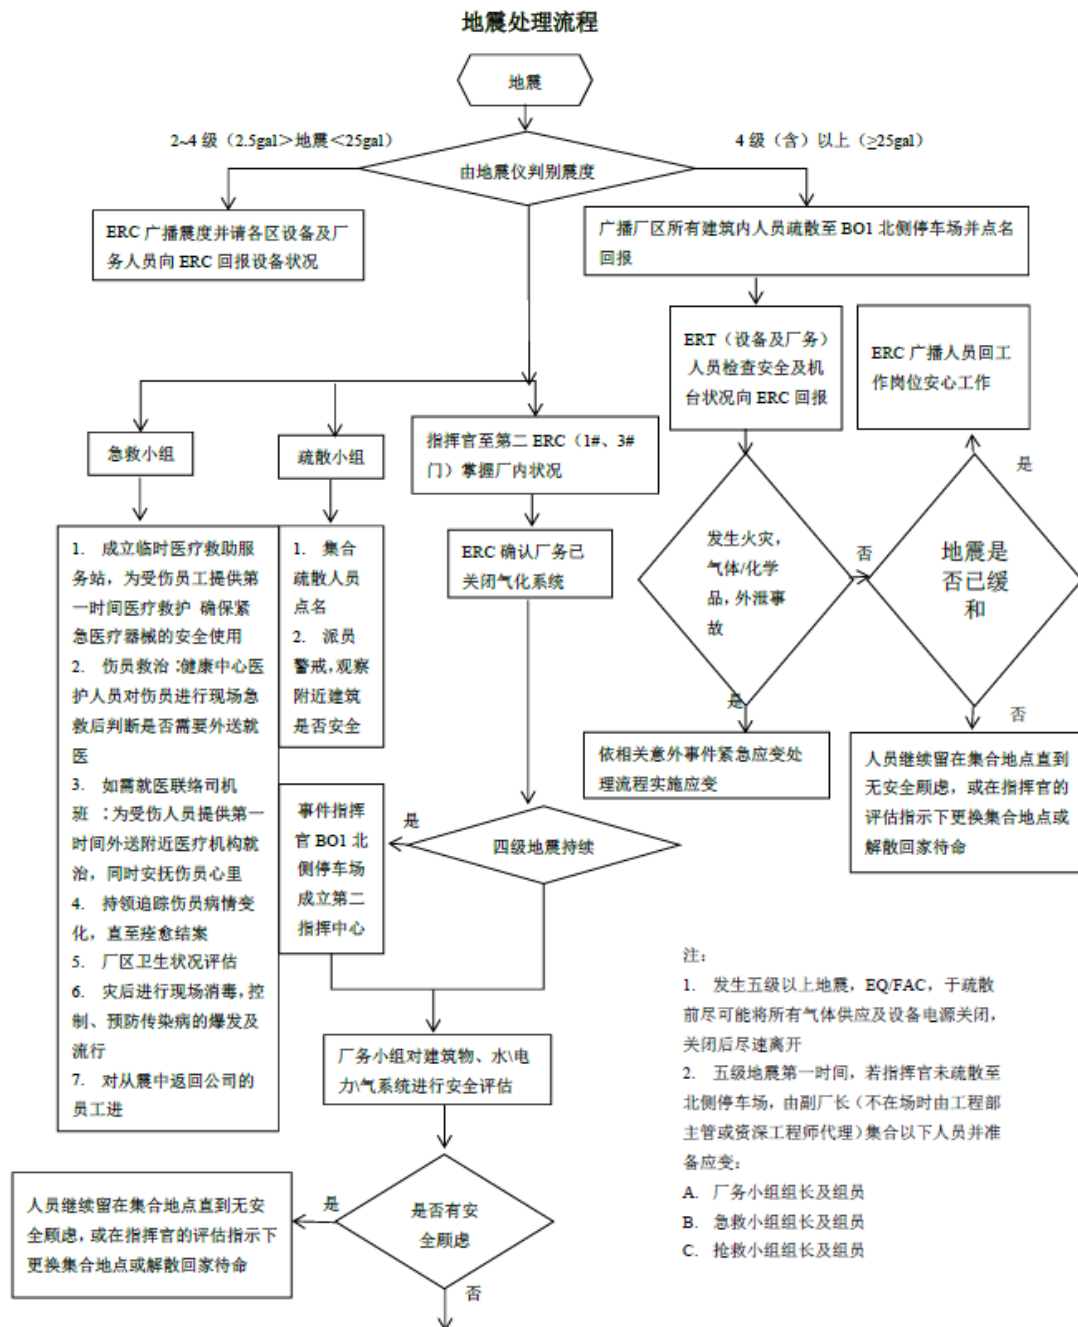 地震处理流程
地震
2~4 级（2.5gal＞地震＜25gal）
4 级（含）以上（≥25gal）
由地震仪判别震度
ERC 广播震度并请各区设备及厂
务人员向 ERC 回报设备状况
广播厂区所有建筑内人员疏散至 BO1 北侧停车场并点名
回报
ERT（设备及厂务）
人员检查安全及机
台状况向 ERC 回报
ERC 广播人员回工
作岗位安心工作
急救小组
疏散小组
指挥官至第二 ERC（1#、3#
门）掌握厂内状况
是
ERC 确认厂务已
关闭气化系统
发生火灾，
气体/化学
品，外泄事
故
否
地震是
否已缓
和
1. 成立临时医疗救助服
务站，为受伤员工提供第
一时间医疗救护 确保紧
急医疗器械的安全使用
2. 伤员救治：健康中心医
护人员对伤员进行现场急
救后判断是否需要外送就
医
3. 如需就医联络司机
班 ：为受伤人员提供第一
时间外送附近医疗机构就
治，同时安抚伤员心里
4. 持领追踪伤员病情变
化，直至痊愈结案
5. 厂区卫生状况评估
6. 灾后进行现场消毒，控
制、预防传染病的爆发及
流行
7. 对从震中返回公司的
员工进
1. 集合
疏散人员
点名
2. 派员
警戒，观察
附近建筑
是否安全
是
否
依相关意外事件紧急应变处
理流程实施应变
人员继续留在集合地点直到
无安全顾虑，或在指挥官的
评估指示下更换集合地点或
解散回家待命
事件指挥
官 BO1 北
侧停车场
成立第二
指挥中心
是
四级地震持续
厂务小组对建筑物、水\电
力\气系统进行安全评估
注：
1. 发生五级以上地震，EQ/FAC，于疏散
前尽可能将所有气体供应及设备电源关闭，
关闭后尽速离开
2. 五级地震第一时间，若指挥官未疏散至
北侧停车场，由副厂长（不在场时由工程部
主管或资深工程师代理）集合以下人员并准
备应变：
A. 厂务小组组长及组员
B. 急救小组组长及组员
C. 抢救小组组长及组员
人员继续留在集合地点直到无安
全顾虑，或在指挥官的评估指示下
更换集合地点或解散回家待命
是
是否有安
全顾虑
否